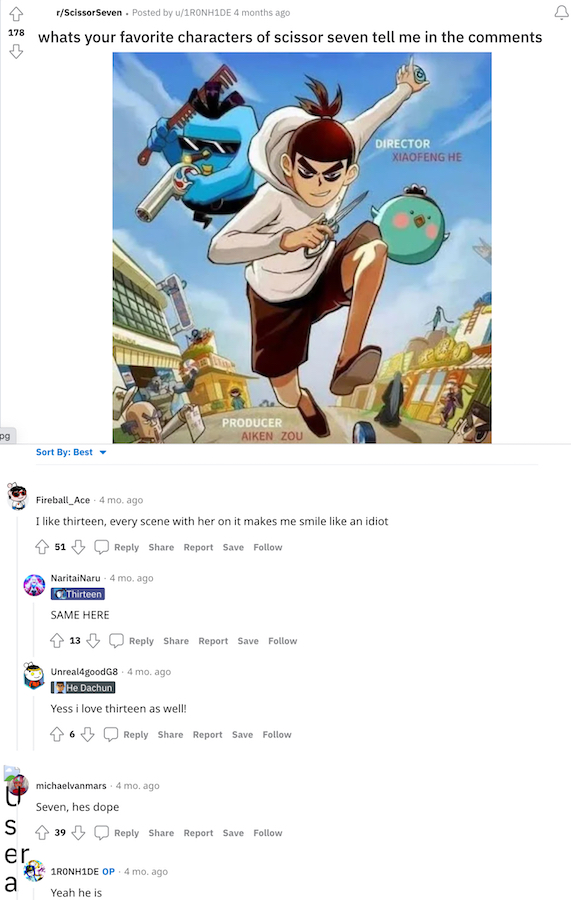 r/ScissorSeven • Posted by u/1R0NH1DE 4 months ago
178
whats your favorite characters of scissor seven tell me in the comments
DIRECTOR
XIAOFENG HE
PRODUCER
AIKEN ZOU
pg
Sort By: Best
Fireball_Ace · 4 mo. ago
I like thirteen, every scene with her on it makes me smile like an idiot
51 Reply Share Report Save Follow
NaritaiNaru · 4 mo. ago
Thirteen
SAME HERE
13 Reply Share Report Save Follow
Unreal4goodG8 · 4 mo. ago
He Dachun
Yess i love thirteen as well!
6 Reply Share Report Save Follow
michaelvanmars · 4 mo. ago
U
Seven, hes dope
s
39 Reply Share Report Save Follow
er
1R0NH1DE OP · 4 mo. ago
a
Yeah he is